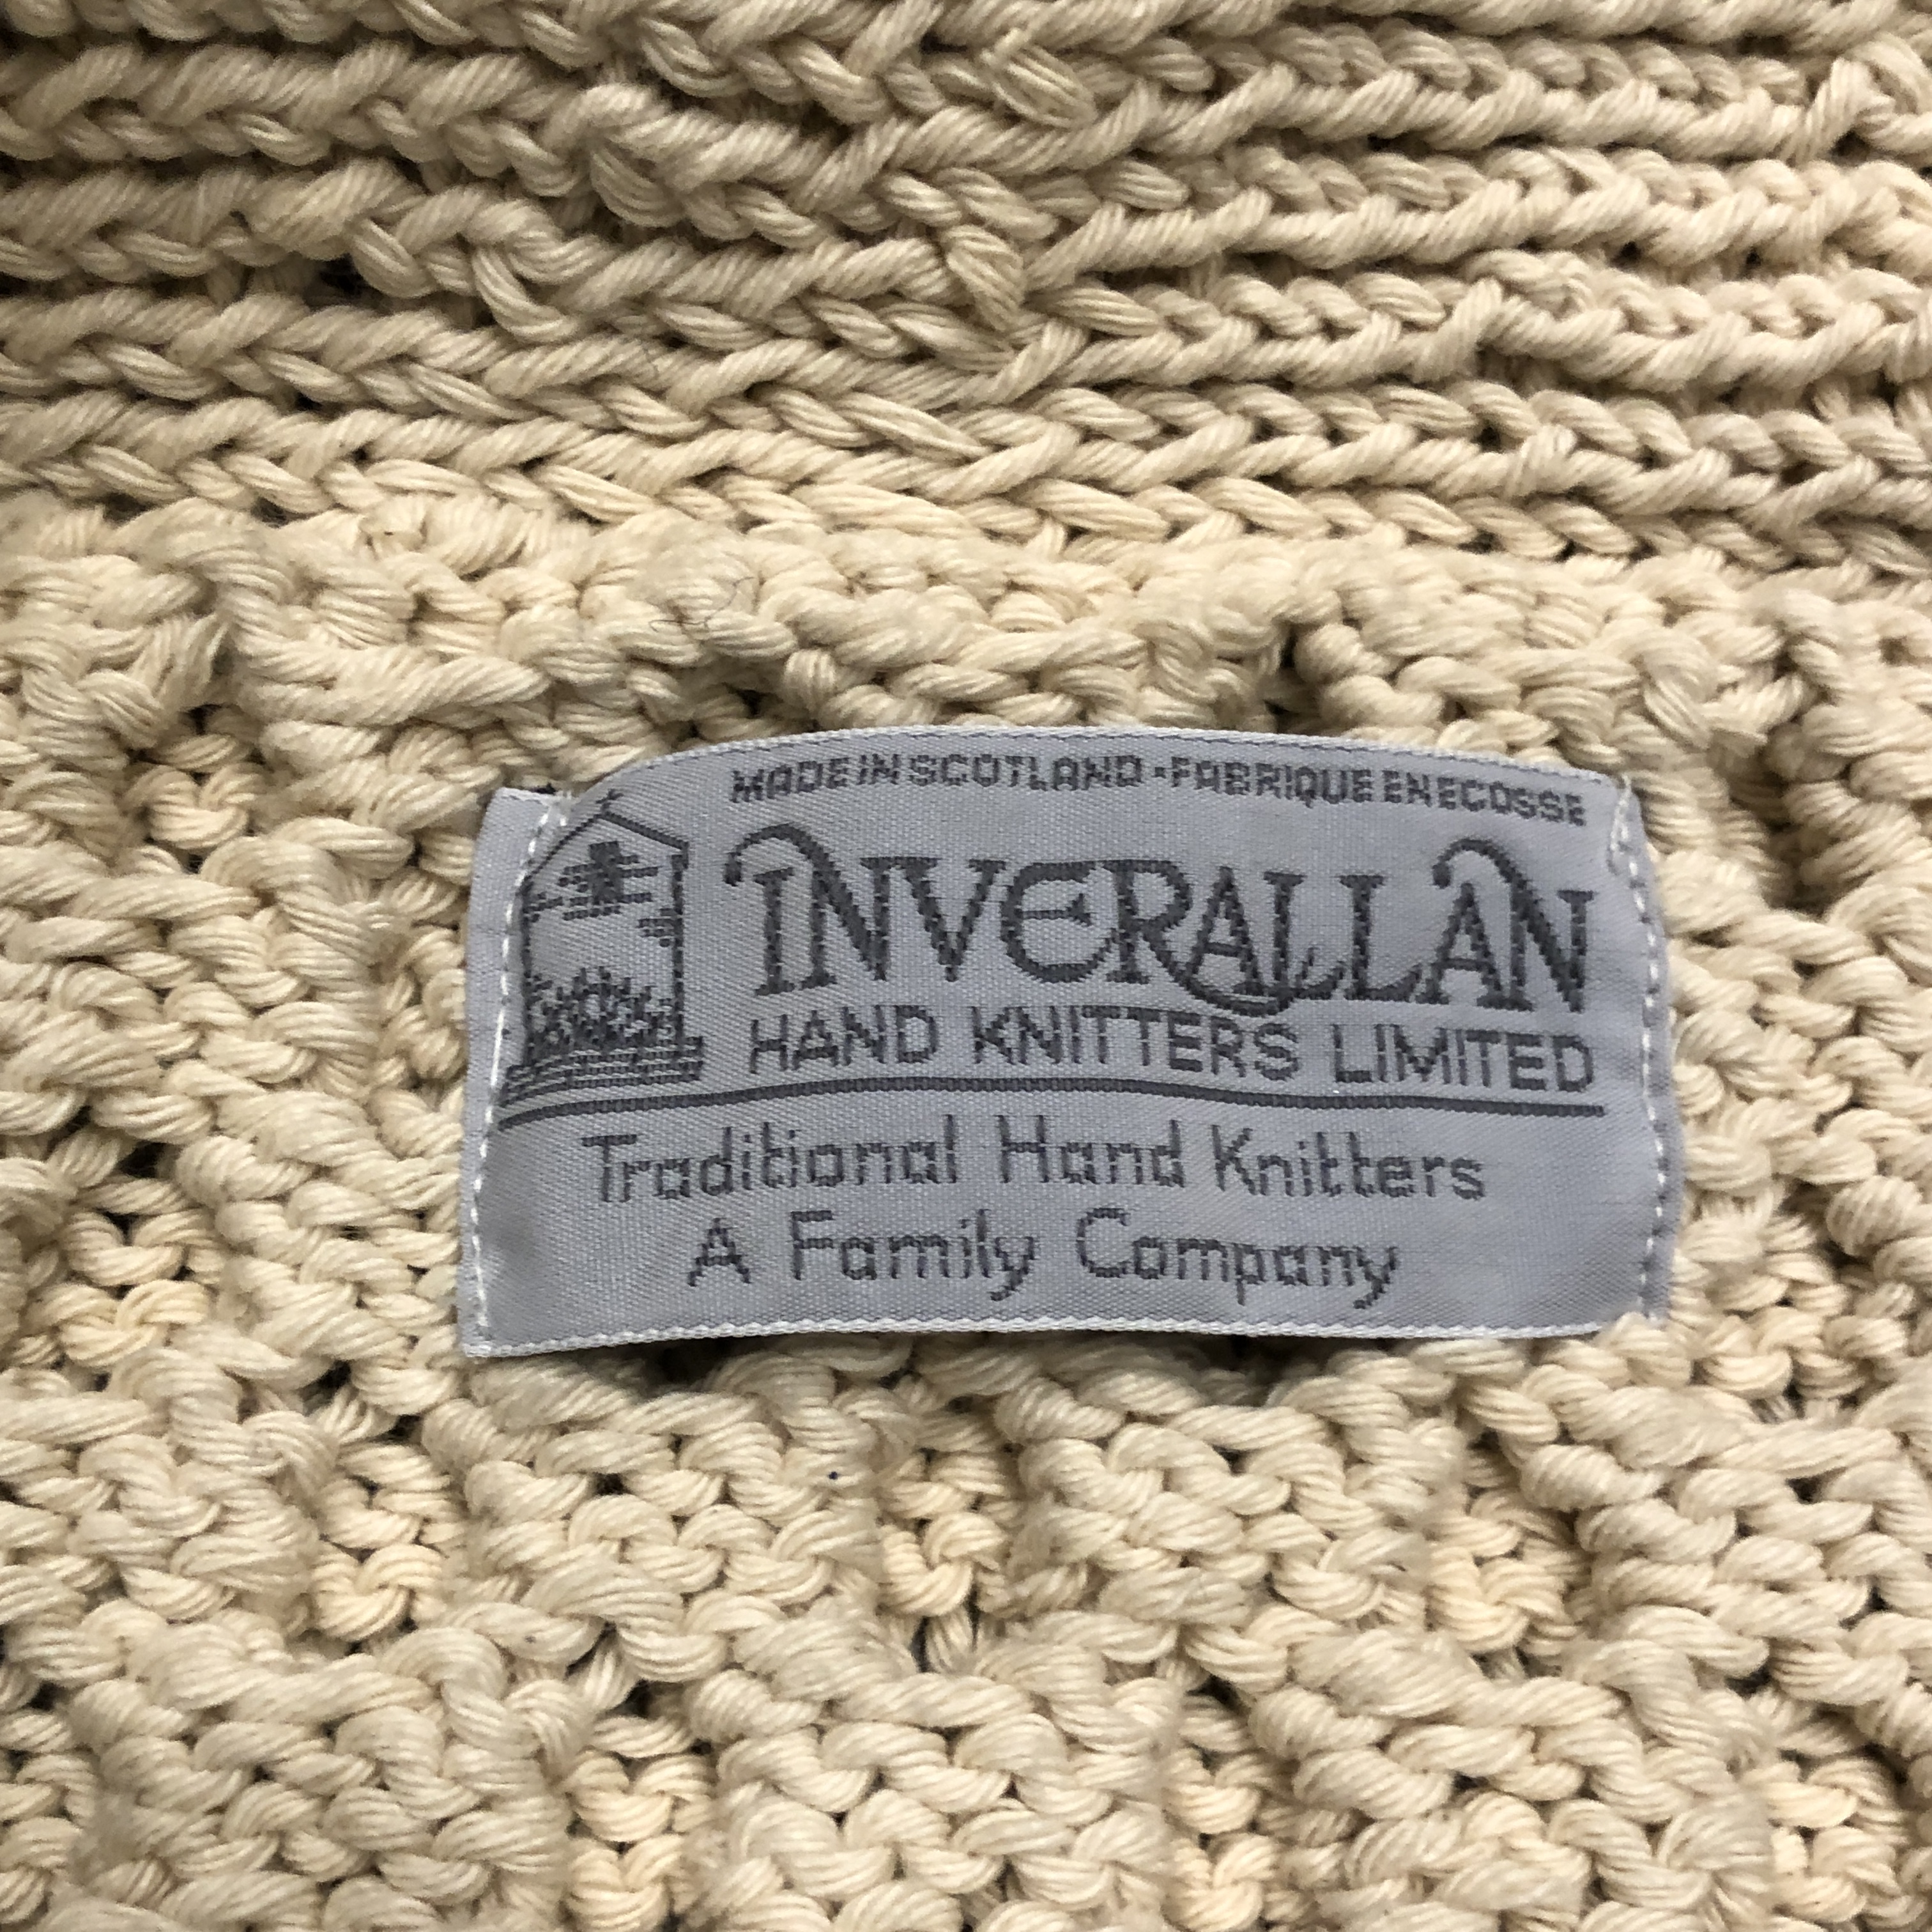 MADE IN SCOTLAND · FABRIQUE EN ECOSSE
INVERALLAN
HAND KNITTERS LIMITED
Traditional Hand Knitters
A Family Company